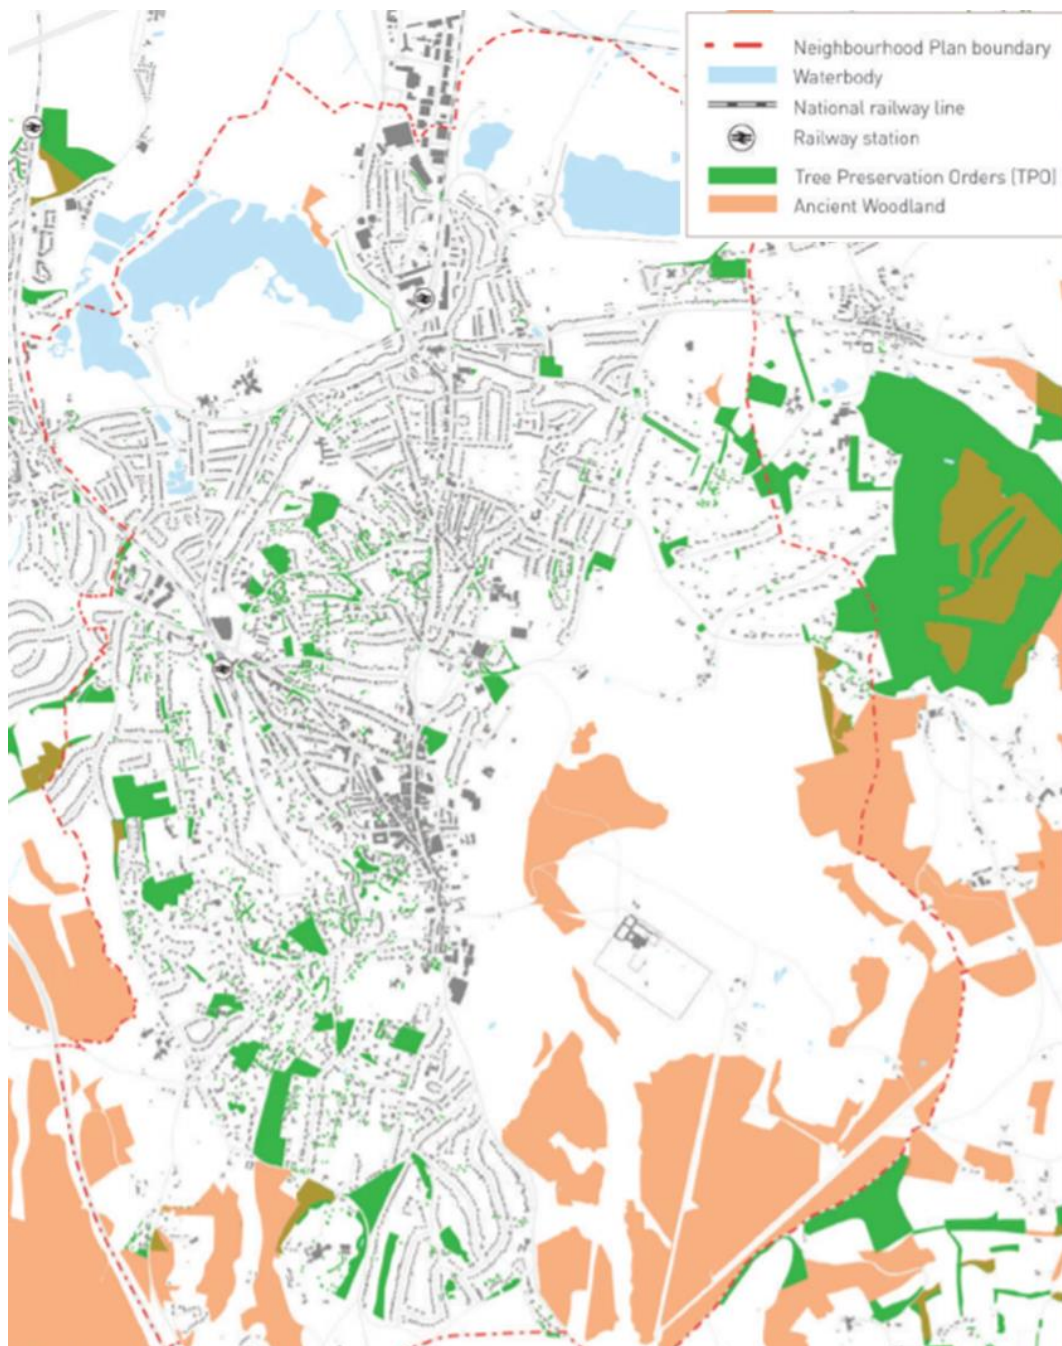 Neighbourhood Plan boundary
Waterbody
National railway line
Railway station
Tree Preservation Orders (TPO)
Ancient Woodland